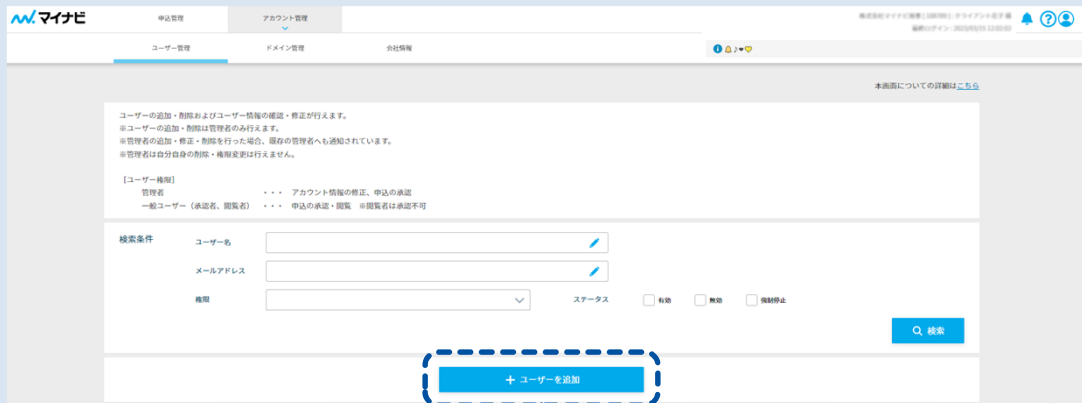 マイナビ
申込管理
アカウント管理
ユーザー管理
ドメイン管理
会社情報
本画面についての詳細はこちら
ユーザーの追加・削除およびユーザー情報の確認・修正が行えます。
※ユーザーの追加・削除は管理者のみ行えます。
※管理者の追加・修正・削除を行った場合、既存の管理者へも通知されています。
※管理者は自分自身の削除・権限変更は行えません。
[ユーザー権限]
管理者 ・・・ アカウント情報の修正、申込の承認
一般ユーザー（承認者、閲覧者） ・・・ 申込の承認・閲覧 ※閲覧者は承認不可
検索条件
ユーザー名
メールアドレス
権限
ステータス 有効 無効 強制停止
検索
＋ ユーザーを追加